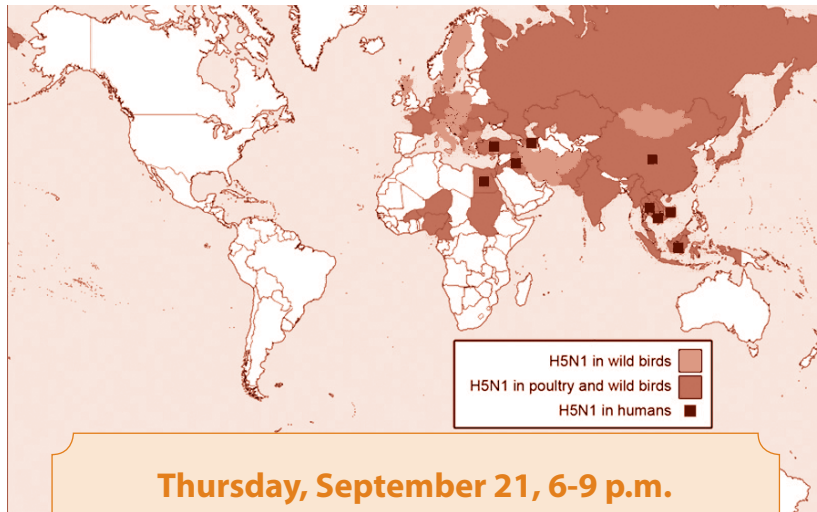 H5N1 in wild birds
H5N1 in poultry and wild birds
H5N1 in humans
Thursday, September 21, 6-9 p.m.